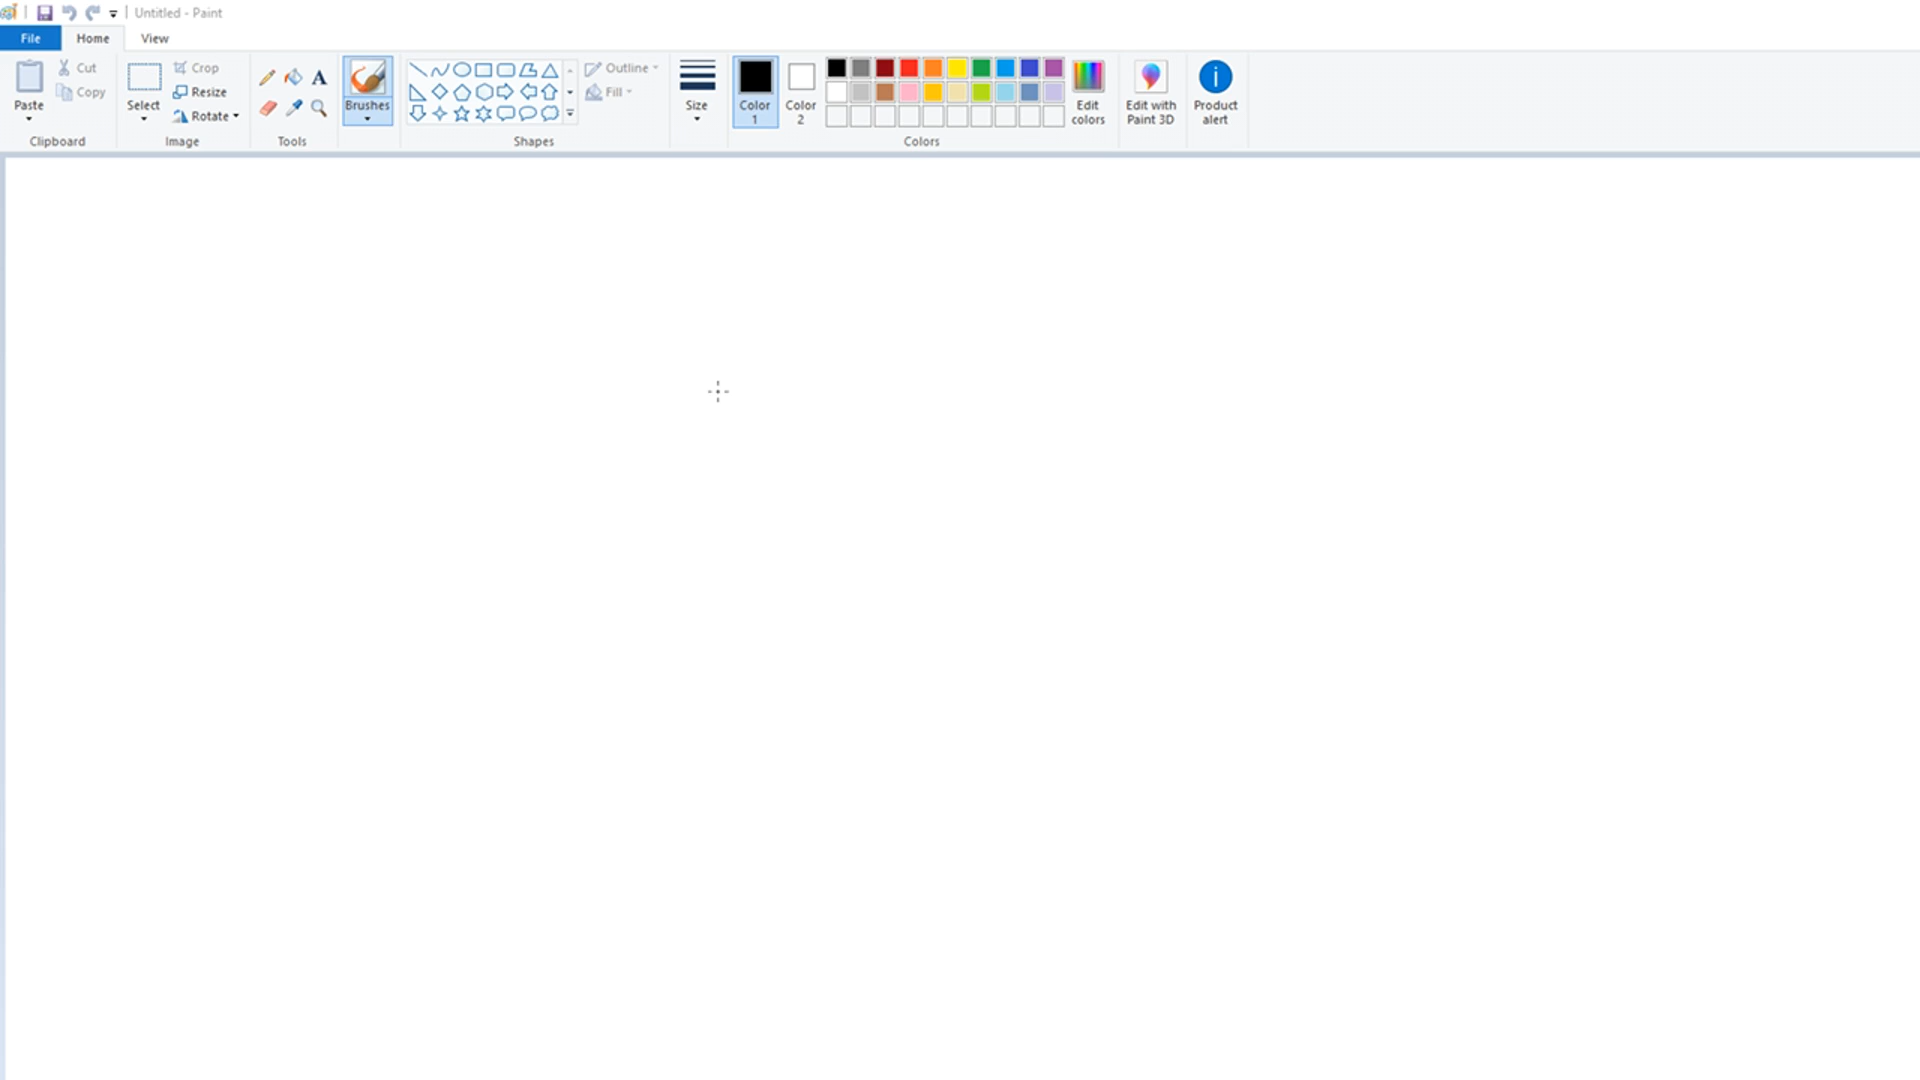 Untitled - Paint
File Home View
Paste
Cut
Copy
Clipboard
Select
Crop
Resize
Rotate
Image
A
Tools
Brushes
Shapes
Outline
Fill
Size
Color
1
Color
2
Colors
Edit
colors
Edit with
Paint 3D
Product
alert